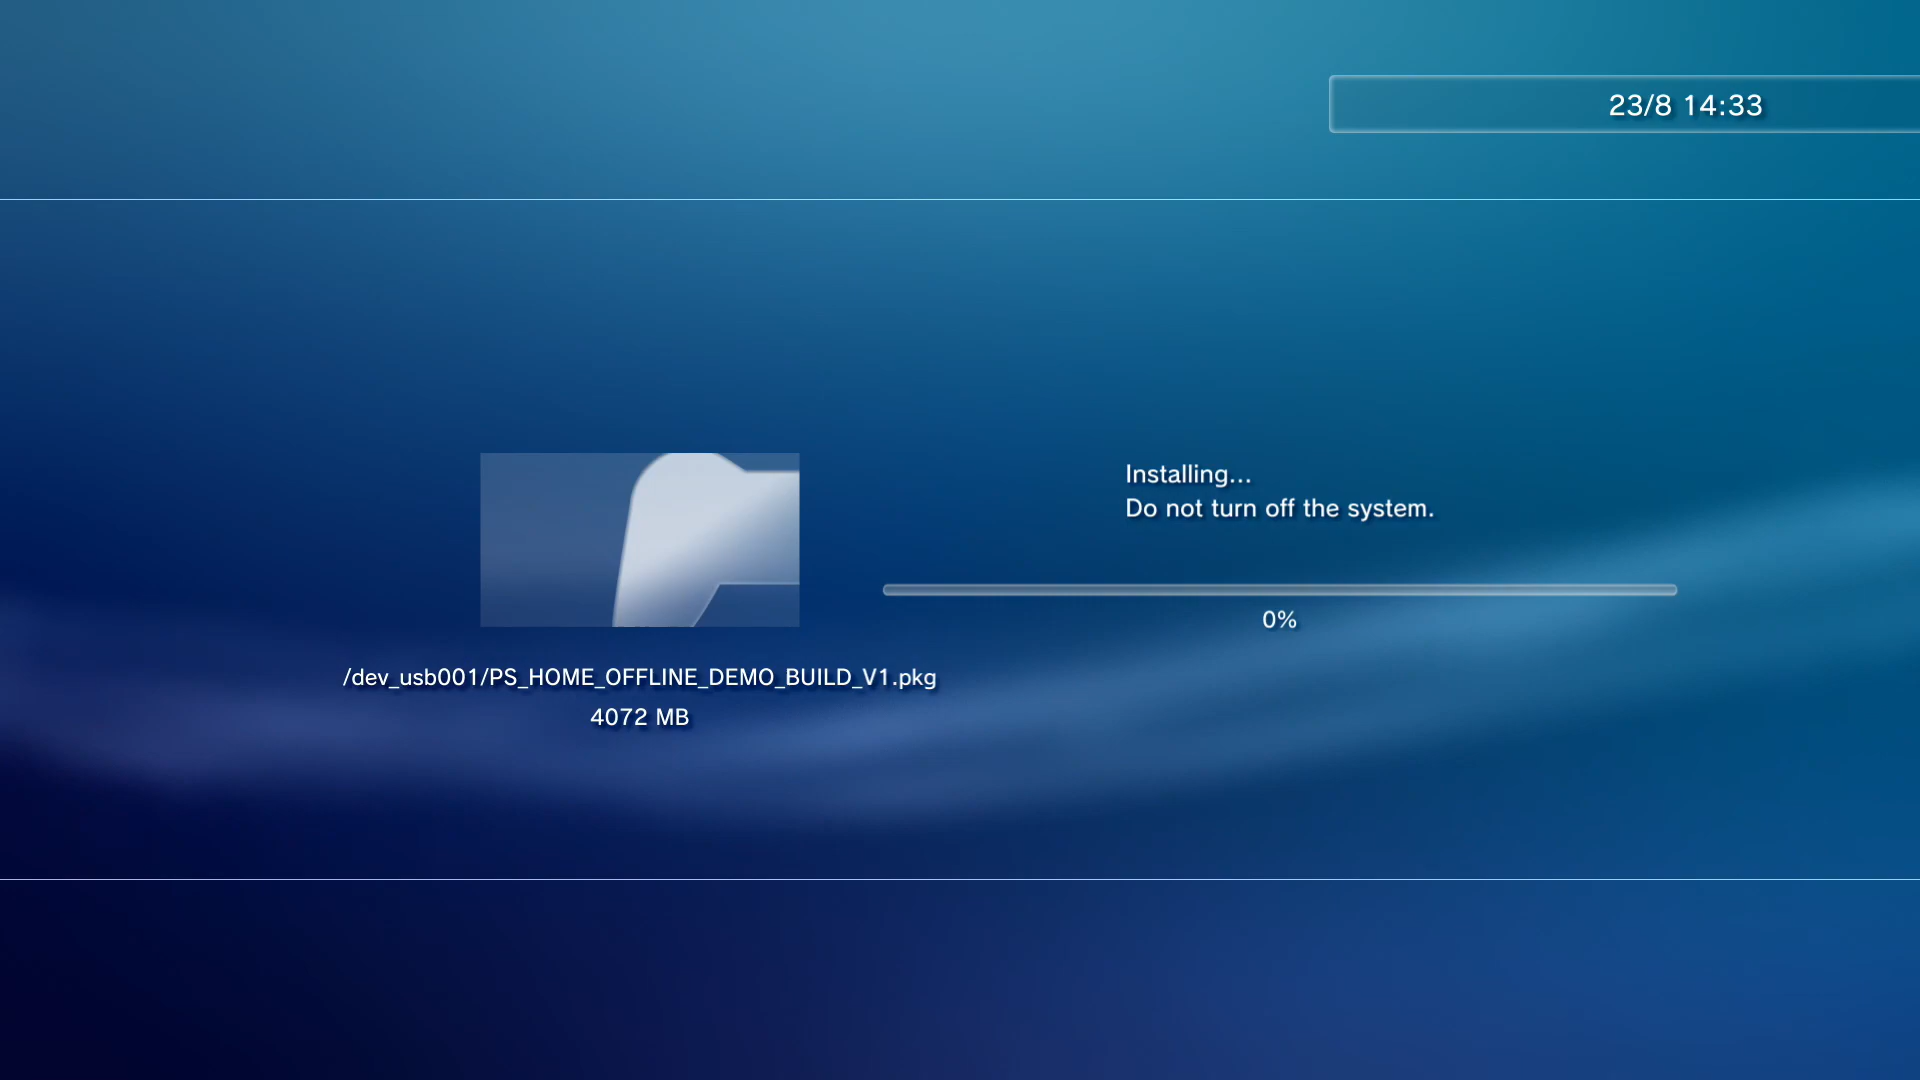 23/8 14:33
Installing...
Do not turn off the system.
0%
/dev_usb001/PS_HOME_OFFLINE_DEMO_BUILD_V1.pkg
4072 MB